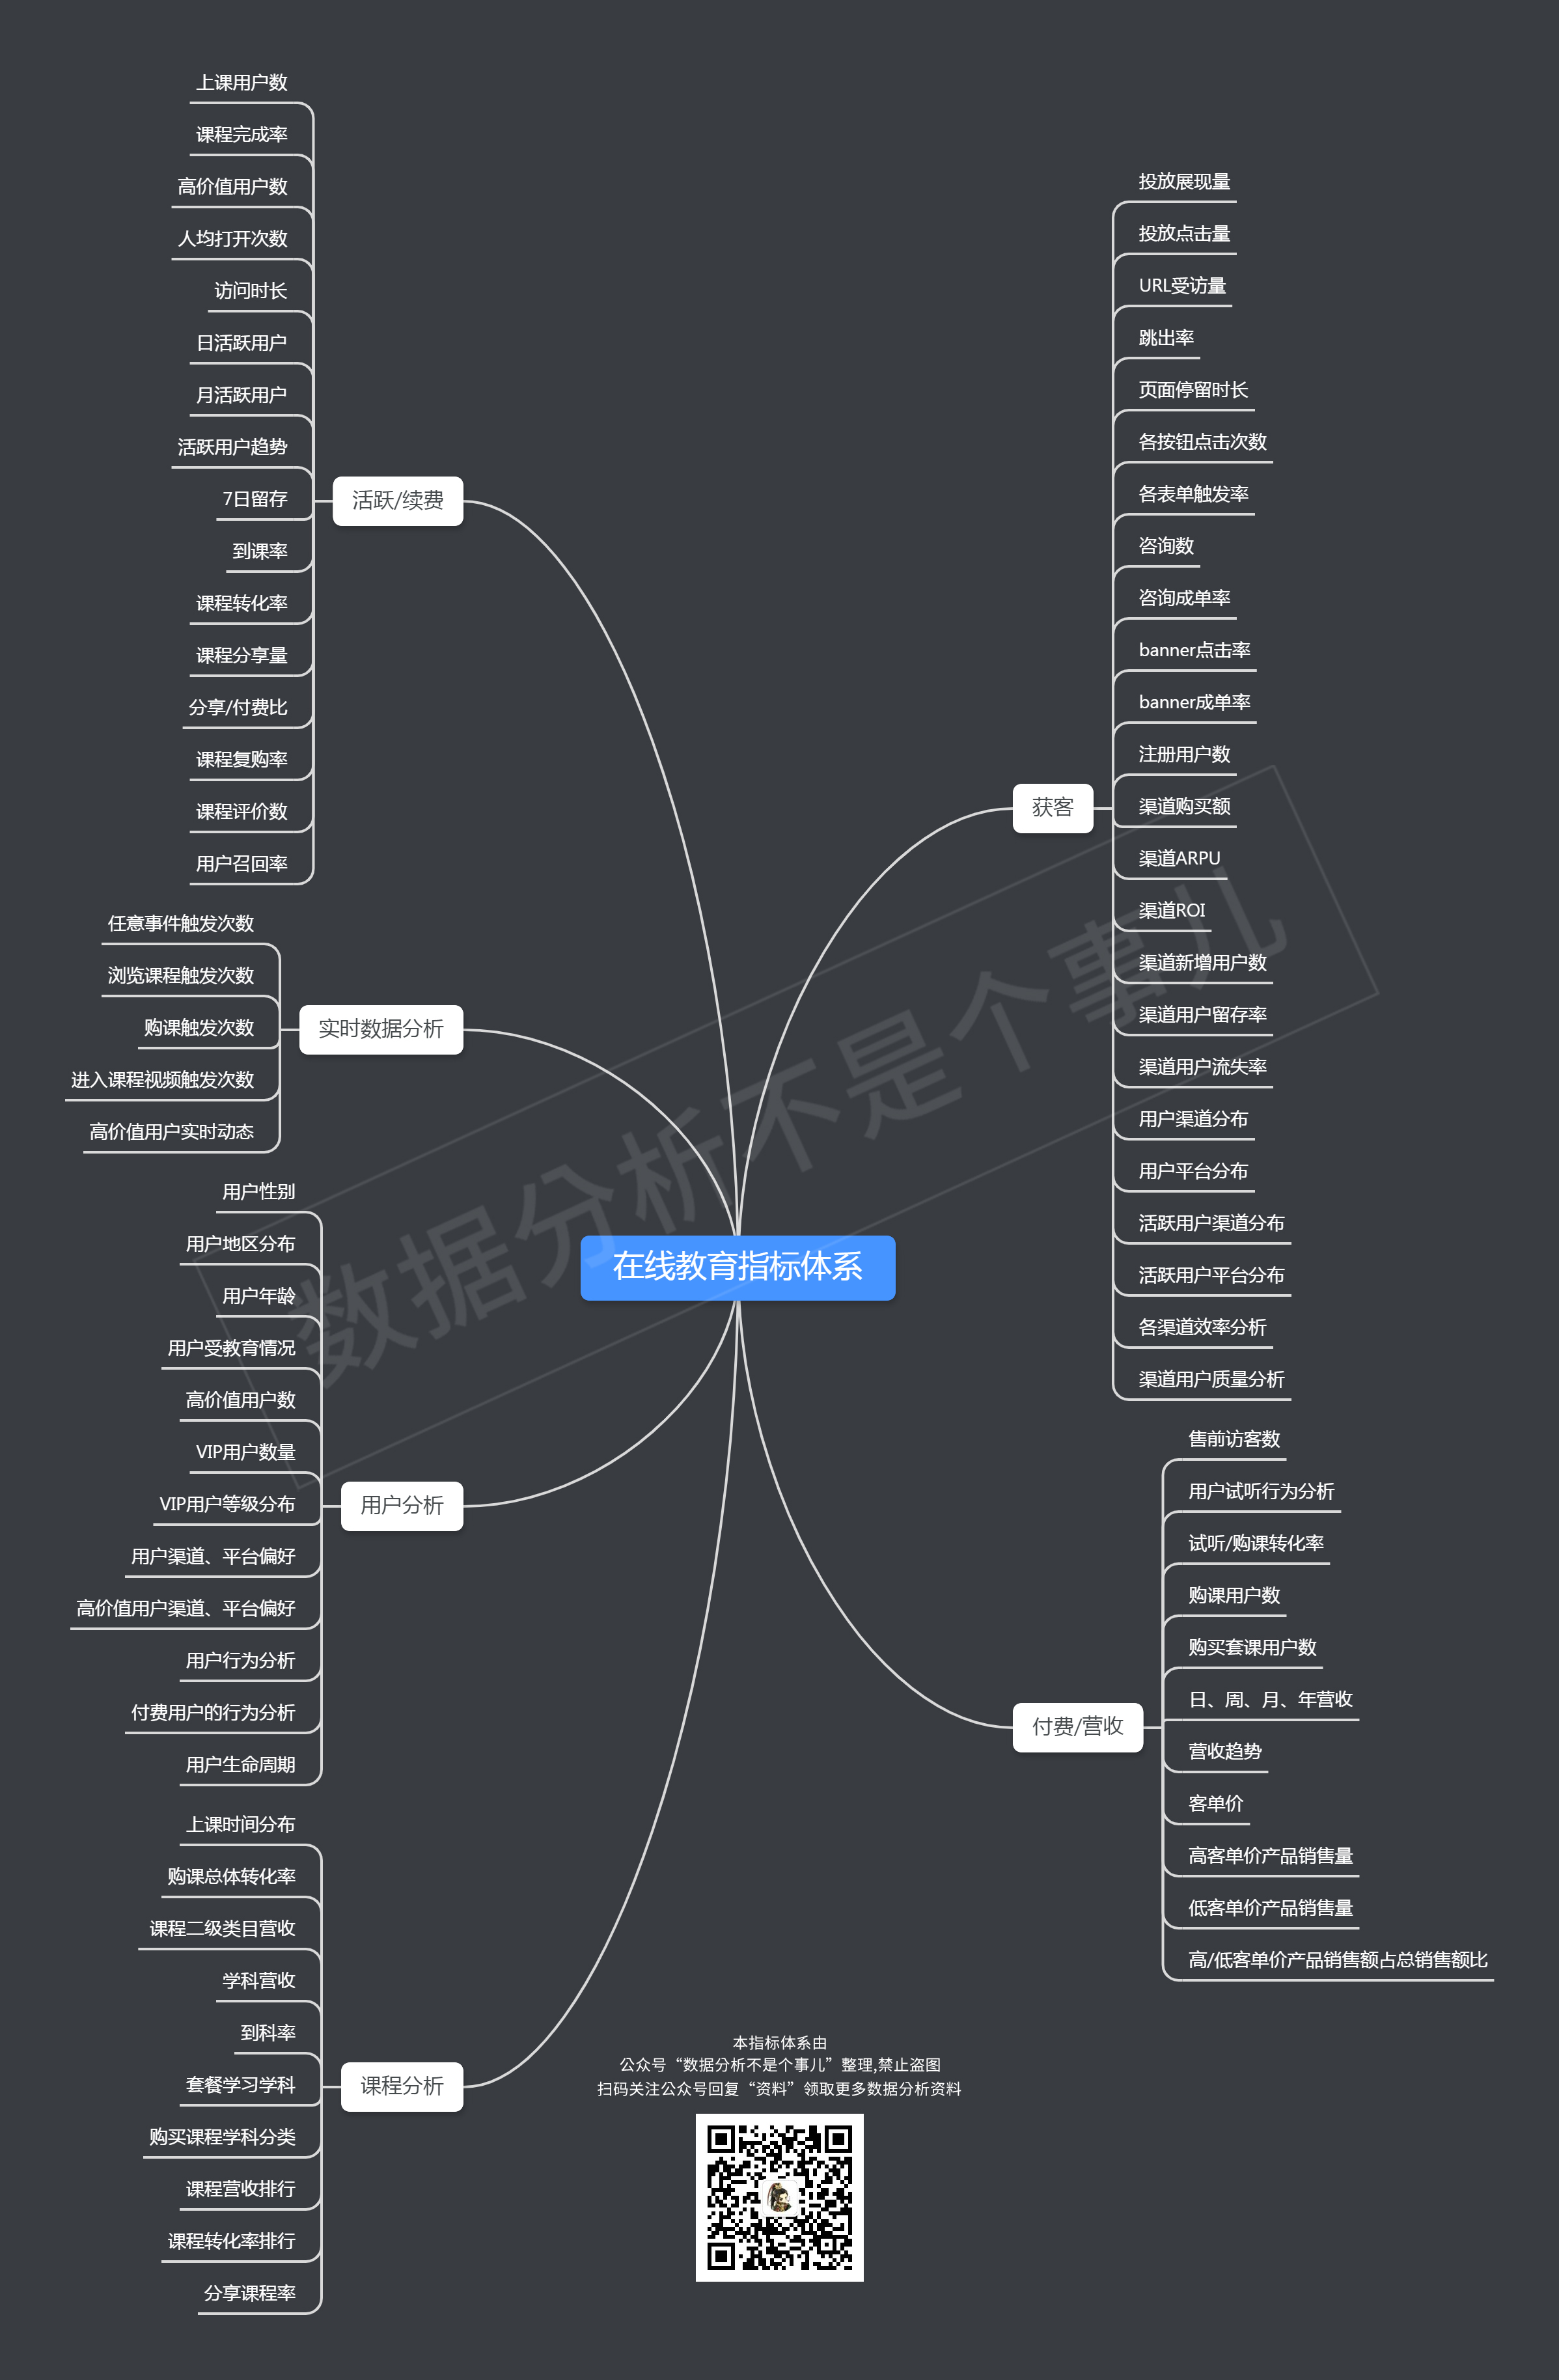 在线教育指标体系
获客
投放展现量
投放点击量
URL受访量
跳出率
页面停留时长
各按钮点击次数
各表单触发率
咨询数
咨询成单率
banner点击率
banner成单率
注册用户数
渠道购买额
渠道ARPU
渠道ROI
渠道新增用户数
渠道用户留存率
渠道用户流失率
用户渠道分布
用户平台分布
活跃用户渠道分布
活跃用户平台分布
各渠道效率分析
渠道用户质量分析
付费/营收
售前访客数
用户试听行为分析
试听/购课转化率
购课用户数
购买套课用户数
日、周、月、年营收
营收趋势
客单价
高客单价产品销售量
低客单价产品销售量
高/低客单价产品销售额占总销售额比
活跃/续费
上课用户数
课程完成率
高价值用户数
人均打开次数
访问时长
日活跃用户
月活跃用户
活跃用户趋势
7日留存
到课率
课程转化率
课程分享量
分享/付费比
课程复购率
课程评价数
用户召回率
实时数据分析
任意事件触发次数
浏览课程触发次数
购课触发次数
进入课程视频触发次数
高价值用户实时动态
用户分析
用户性别
用户地区分布
用户年龄
用户受教育情况
高价值用户数
VIP用户数量
VIP用户等级分布
用户渠道、平台偏好
高价值用户渠道、平台偏好
用户行为分析
付费用户的行为分析
用户生命周期
课程分析
上课时间分布
购课总体转化率
课程二级类目营收
学科营收
到科率
套餐学习学科
购买课程学科分类
课程营收排行
课程转化率排行
分享课程率
本指标体系由
公众号“数据分析不是个事儿”整理,禁止盗图
扫码关注公众号回复“资料”领取更多数据分析资料
数据分析不是个事儿